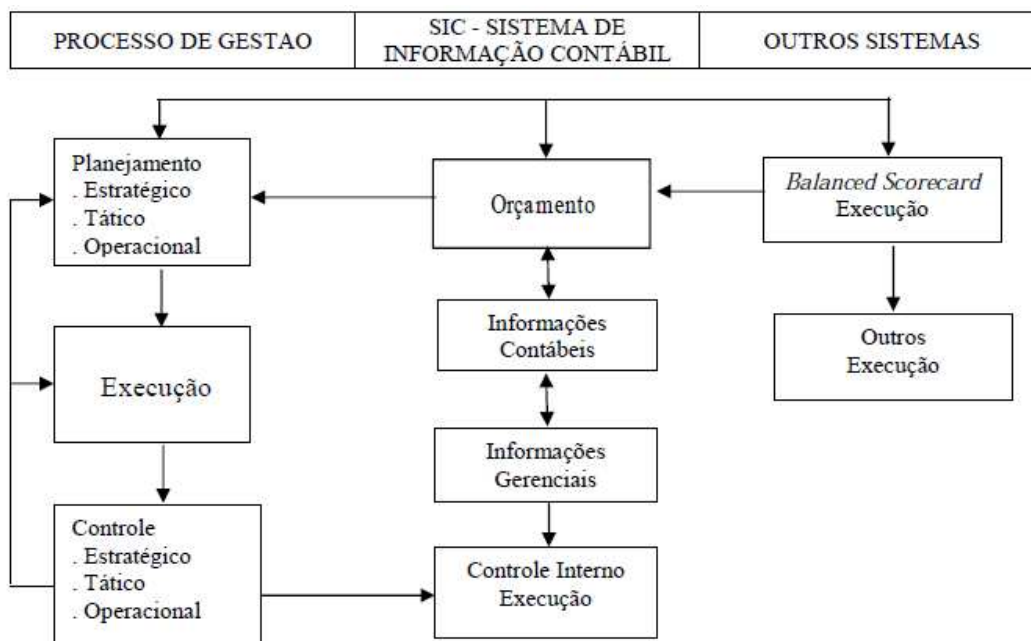 PROCESSO DE GESTAO
SIC - SISTEMA DE
INFORMAÇÃO CONTÁBIL
OUTROS SISTEMAS
Planejamento
. Estratégico
. Tático
. Operacional
Orçamento
Balanced Scorecard
Execução
Execução
Informações
Contábeis
Outros
Execução
Informações
Gerenciais
Controle
. Estratégico
. Tático
. Operacional
Controle Interno
Execução